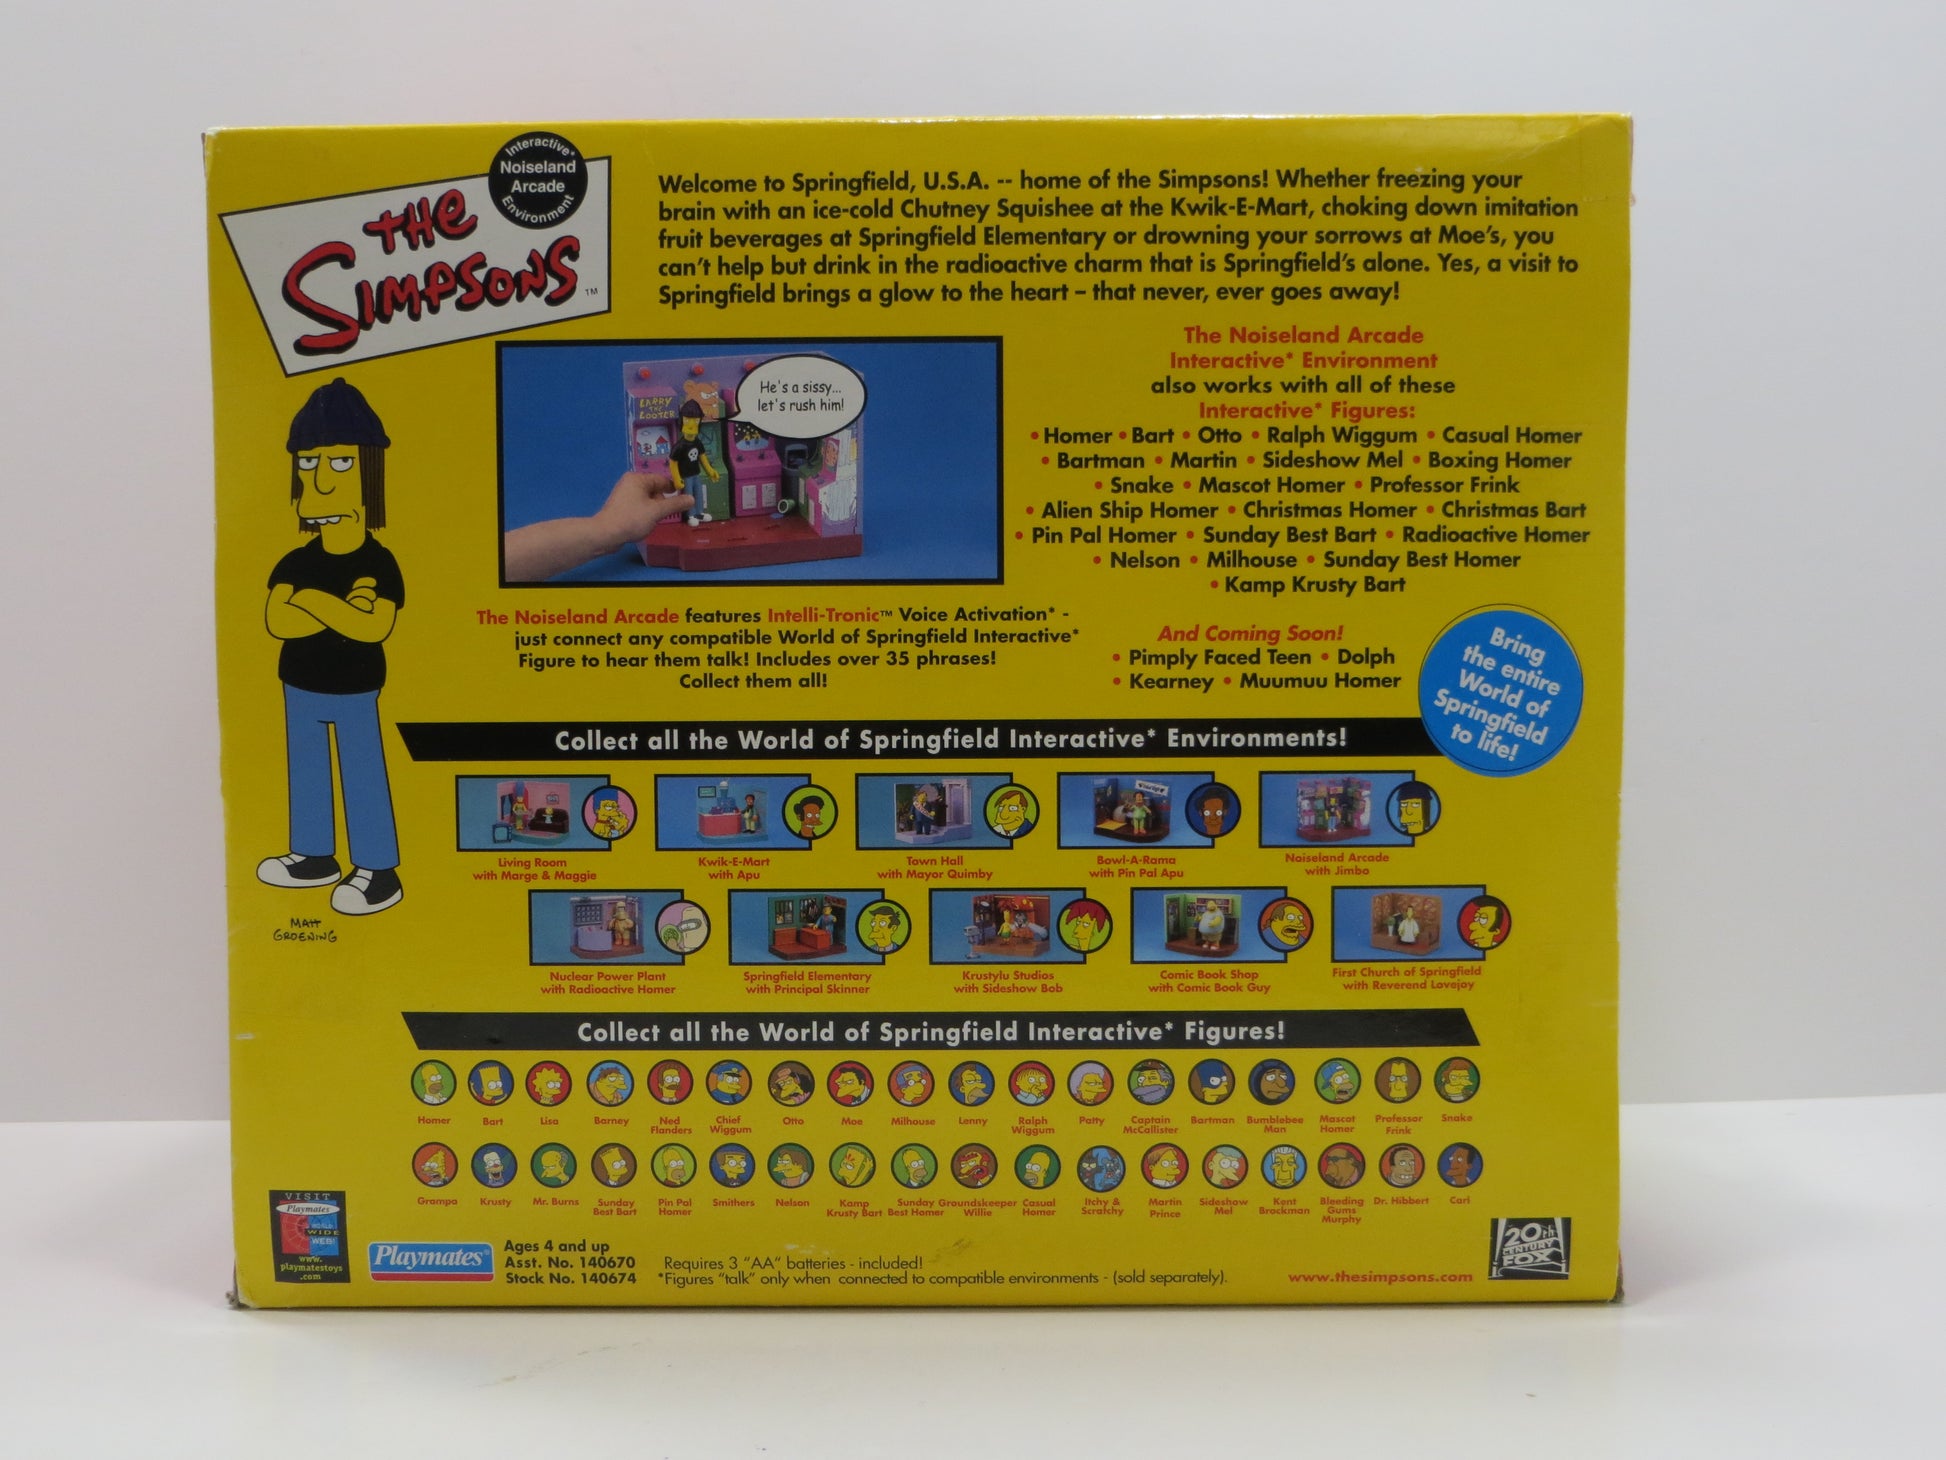 Interactive*
Noiseland
Arcade
Environment
THE
SIMPSONS TM
Welcome to Springfield, U.S.A. -- home of the Simpsons! Whether freezing your
brain with an ice-cold Chutney Squishee at the Kwik-E-Mart, choking down imitation
fruit beverages at Springfield Elementary or drowning your sorrows at Moe's, you
can't help but drink in the radioactive charm that is Springfield's alone. Yes, a visit to
Springfield brings a glow to the heart – that never, ever goes away!
LARRY
THE
LOOTER
He's a sissy...
let's rush him!
The Noiseland Arcade
Interactive* Environment
also works with all of these
Interactive* Figures:
• Homer • Bart • Otto • Ralph Wiggum • Casual Homer
• Bartman • Martin • Sideshow Mel • Boxing Homer
• Snake • Mascot Homer • Professor Frink
• Alien Ship Homer • Christmas Homer • Christmas Bart
• Pin Pal Homer • Sunday Best Bart • Radioactive Homer
• Nelson • Milhouse • Sunday Best Homer
• Kamp Krusty Bart
The Noiseland Arcade features Intelli-Tronic™ Voice Activation* -
just connect any compatible World of Springfield Interactive*
Figure to hear them talk! Includes over 35 phrases!
Collect them all!
And Coming Soon!
• Pimply Faced Teen • Dolph
• Kearney • Muumuu Homer
Bring
the entire
World of
Springfield
to life!
Collect all the World of Springfield Interactive* Environments!
Living Room
with Marge & Maggie
Kwik-E-Mart
with Apu
Town Hall
with Mayor Quimby
Bowl-A-Rama
with Pin Pal Apu
Noiseland Arcade
with Jimbo
MATT
GROENING
Nuclear Power Plant
with Radioactive Homer
Springfield Elementary
with Principal Skinner
Krustylu Studios
with Sideshow Bob
Comic Book Shop
with Comic Book Guy
First Church of Springfield
with Reverend Lovejoy
Collect all the World of Springfield Interactive* Figures!
Homer
Bart
Lisa
Barney
Ned
Flanders
Chief
Wiggum
Otto
Moe
Milhouse
Lenny
Ralph
Wiggum
Patty
Captain
McCallister
Bartman
Bumblebee
Man
Mascot
Homer
Professor
Frink
Snake
Grampa
Krusty
Mr. Burns
Sunday
Best Bart
Pin Pal
Homer
Smithers
Nelson
Kamp
Krusty Bart
Sunday
Best Homer
Groundskeeper
Willie
Casual
Homer
Itchy &
Scratchy
Martin
Prince
Sideshow
Mel
Kent
Brockman
Bleeding
Gums
Murphy
Dr. Hibbert
Carl
VISIT
Playmates
WORLD
WIDE
WEB!
www.
playmatestoys
.com
Playmates®
Ages 4 and up
Asst. No. 140670
Stock No. 140674
Requires 3 "AA" batteries - included!
*Figures "talk" only when connected to compatible environments - (sold separately).
www.thesimpsons.com
20th
CENTURY
FOX